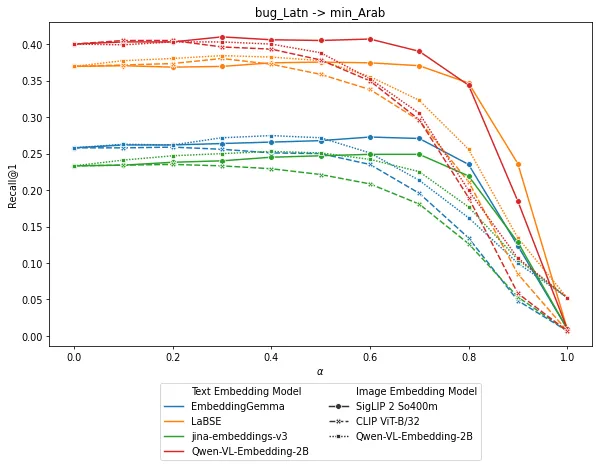 bug_Latn -> min_Arab
Recall@1
0.40
0.35
0.30
0.25
0.20
0.15
0.10
0.05
0.00
0.0 0.2 0.4 0.6 0.8 1.0
α
Text Embedding Model
EmbeddingGemma
LaBSE
jina-embeddings-v3
Qwen-VL-Embedding-2B
Image Embedding Model
SigLIP 2 So400m
CLIP ViT-B/32
Qwen-VL-Embedding-2B